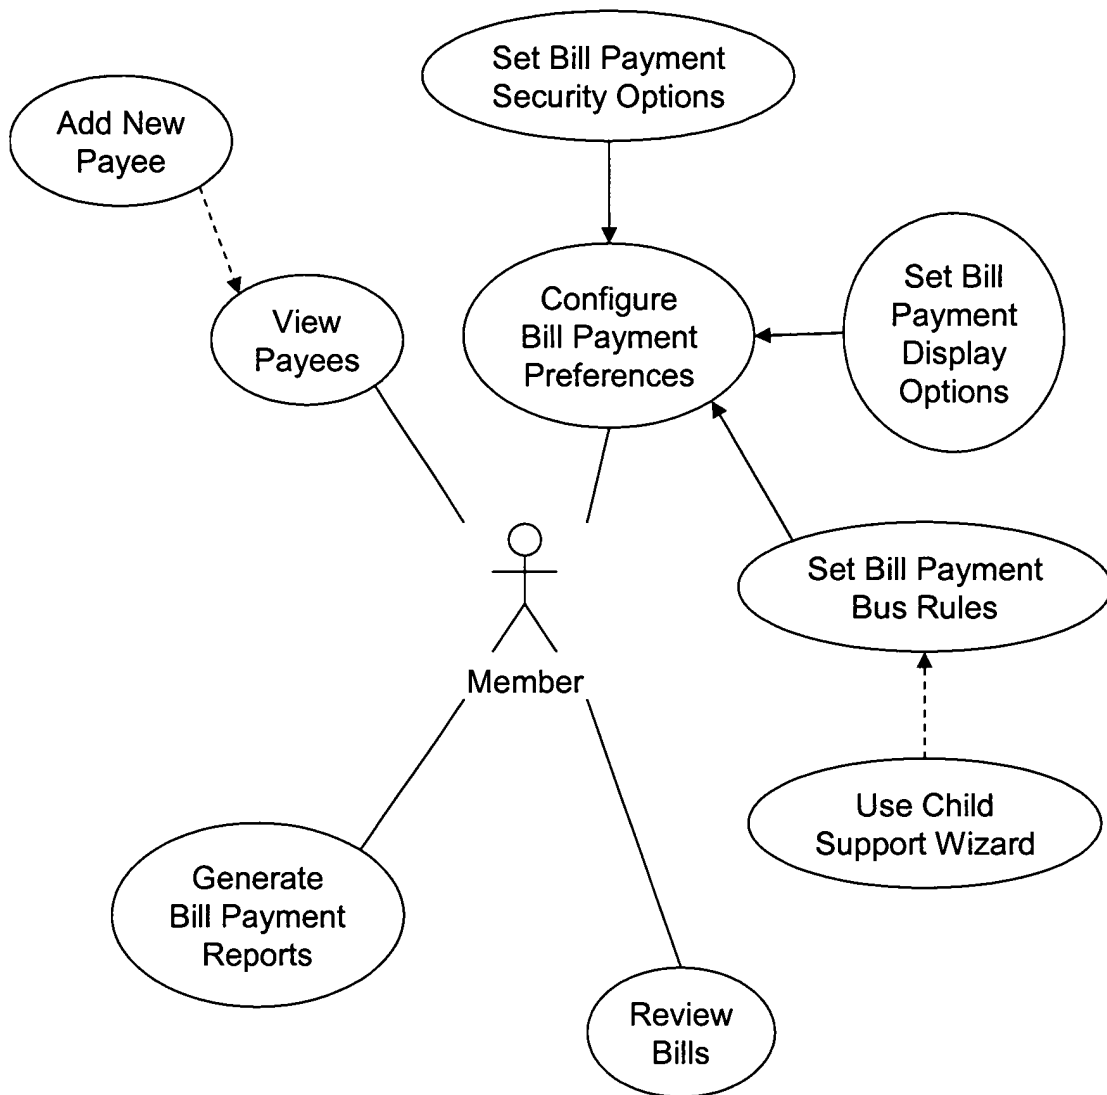 Set Bill Payment
Security Options
Add New
Payee
View
Payees
Configure
Bill Payment
Preferences
Set Bill
Payment
Display
Options
Set Bill Payment
Bus Rules
Member
Use Child
Support Wizard
Generate
Bill Payment
Reports
Review
Bills